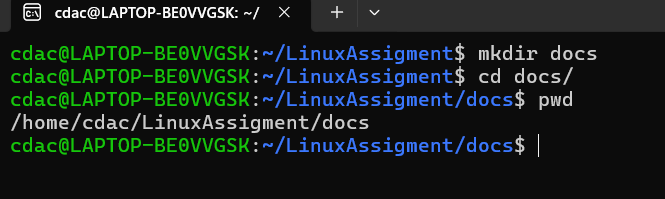 cdac@LAPTOP-BE0VVGSK: ~/
cdac@LAPTOP-BE0VVGSK:~/LinuxAssigment$ mkdir docs
cdac@LAPTOP-BE0VVGSK:~/LinuxAssigment$ cd docs/
cdac@LAPTOP-BE0VVGSK:~/LinuxAssigment/docs$ pwd
/home/cdac/LinuxAssigment/docs
cdac@LAPTOP-BE0VVGSK:~/LinuxAssigment/docs$